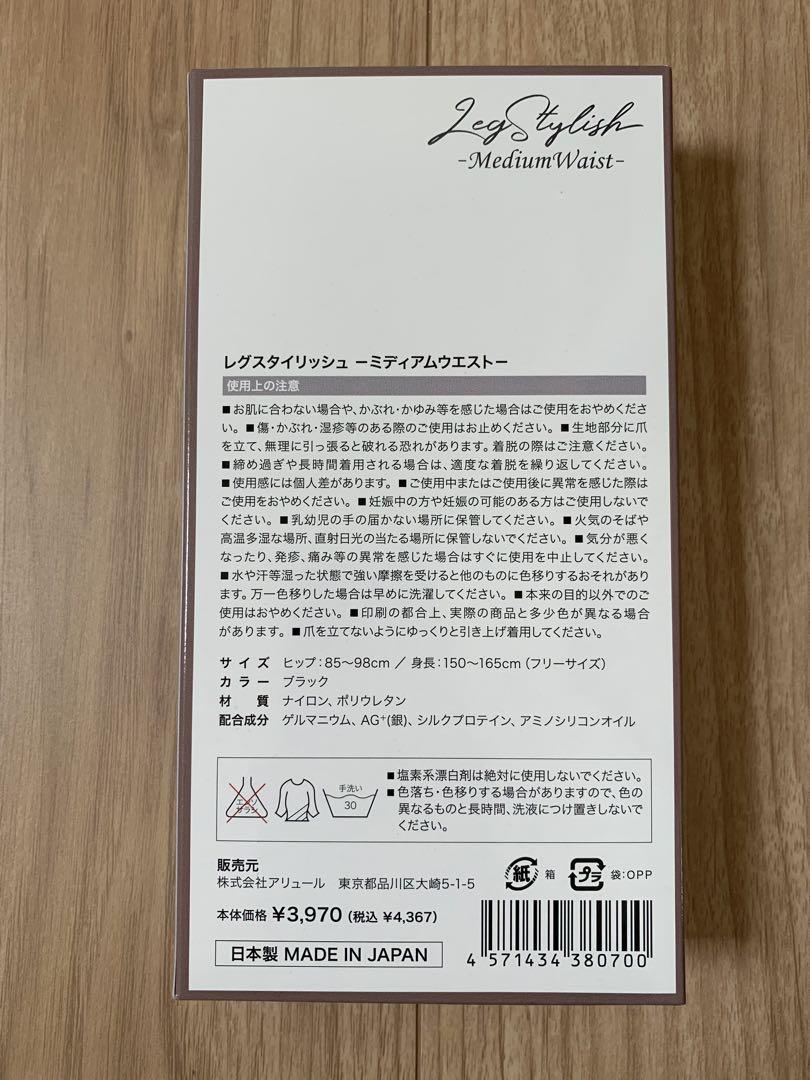 LegStylish
-MediumWaist-
レグスタイリッシュ −ミディアムウエスト−
使用上の注意
■お肌に合わない場合や、かぶれ・かゆみ等を感じた場合はご使用をおやめくださ
い。■傷・かぶれ・湿疹等のある際のご使用はお止めください。■生地部分に爪
を立て、無理に引っ張ると破れる恐れがあります。着脱の際はご注意ください。
■締め過ぎや長時間着用される場合は、適度な着脱を繰り返してください。
■使用感には個人差があります。■ご使用中またはご使用後に異常を感じた際は
ご使用をおやめください。■妊娠中の方や妊娠の可能のある方はご使用しないで
ください。■乳幼児の手の届かない場所に保管してください。■火気のそばや
高温多湿な場所、直射日光の当たる場所に保管しないでください。■気分が悪く
なったり、発疹、痛み等の異常を感じた場合はすぐに使用を中止してください。
■水や汗等湿った状態で強い摩擦を受けると他のものに色移りするおそれがあり
ます。万一色移りした場合は早めに洗濯してください。■本来の目的以外でのご
使用はおやめください。■印刷の都合上、実際の商品と多少色が異なる場合
があります。■爪を立てないようにゆっくりと引き上げ着用してください。
サイズ ヒップ：85〜98cm ／ 身長：150〜165cm（フリーサイズ）
カラー ブラック
材質 ナイロン、ポリウレタン
配合成分 ゲルマニウム、AG⁺(銀)、シルクプロテイン、アミノシリコンオイル
エンソ
サラシ
手洗い
30
■塩素系漂白剤は絶対に使用しないでください。
■色落ち・色移りする場合がありますので、色の
異なるものと長時間、洗液につけ置きしないで
ください。
販売元
株式会社アリュール 東京都品川区大崎5-1-5
紙 箱 プラ 袋：OPP
本体価格 ¥3,970（税込 ¥4,367）
日本製 MADE IN JAPAN
4 571434 380700